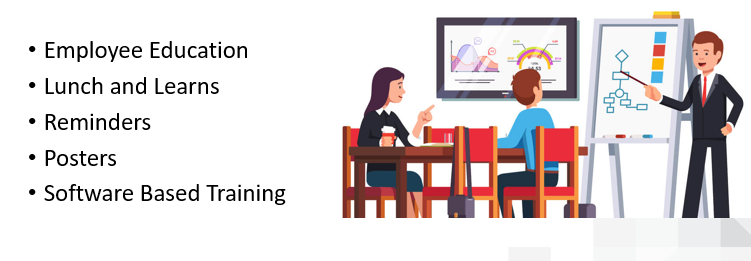 • Employee Education
• Lunch and Learns
• Reminders
• Posters
• Software Based Training